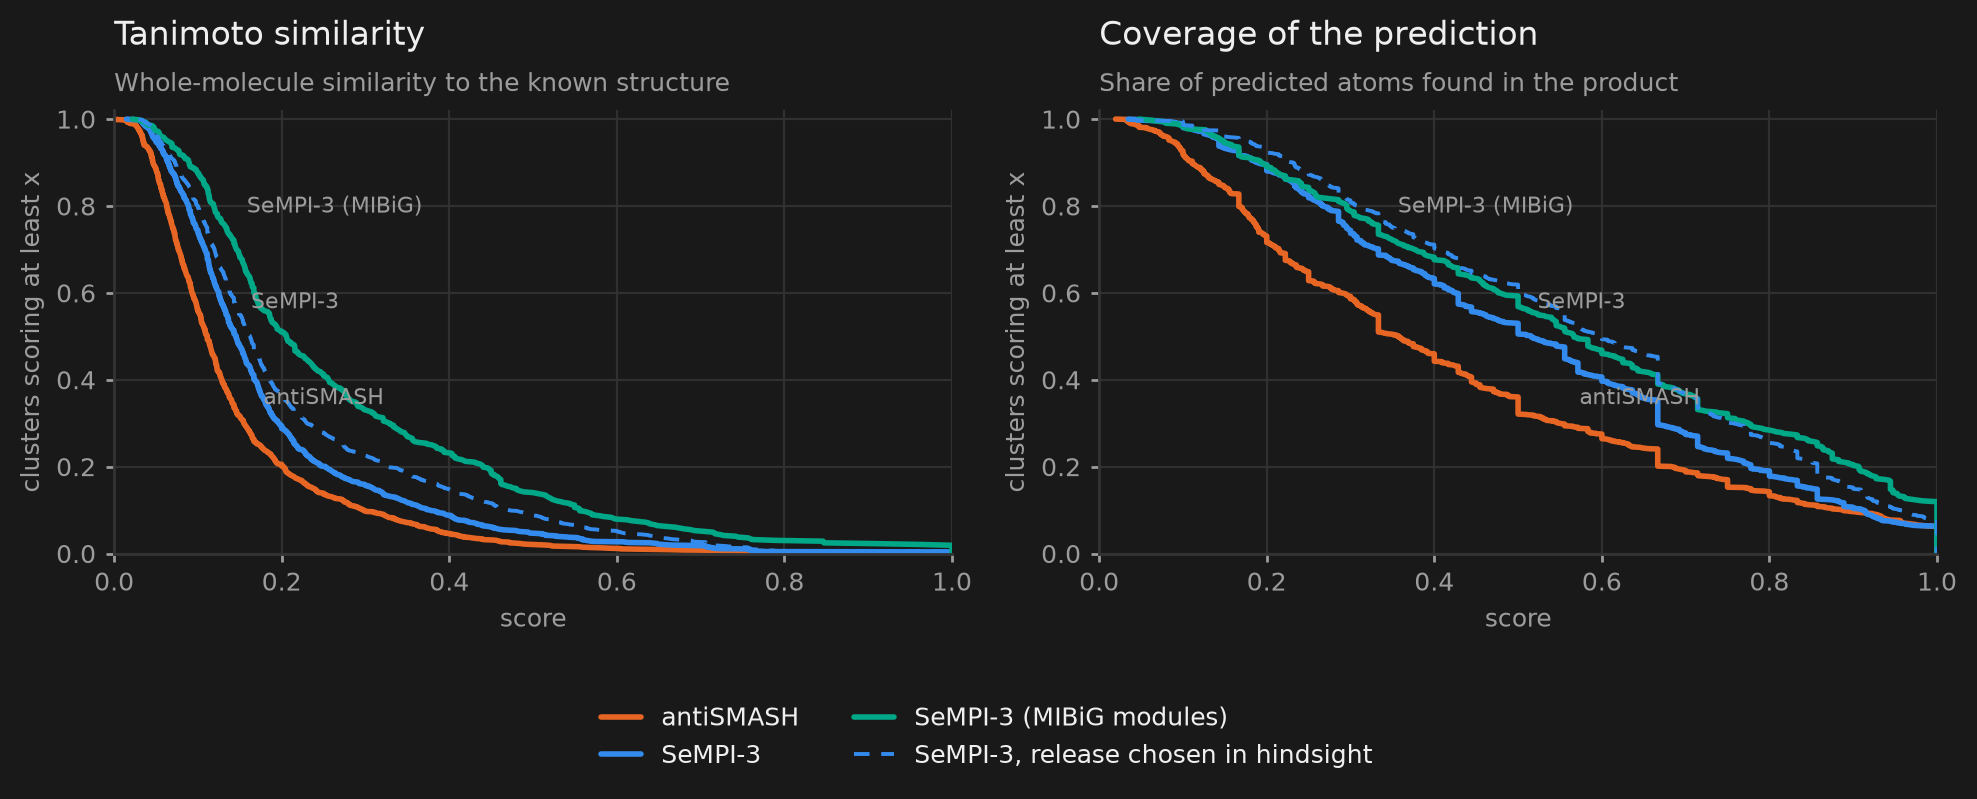 Tanimoto similarity
Whole-molecule similarity to the known structure
clusters scoring at least x
1.0
0.8
0.6
0.4
0.2
0.0
SeMPI-3 (MIBiG)
SeMPI-3
antiSMASH
0.0 0.2 0.4 0.6 0.8 1.0
score
Coverage of the prediction
Share of predicted atoms found in the product
clusters scoring at least x
1.0
0.8
0.6
0.4
0.2
0.0
SeMPI-3 (MIBiG)
SeMPI-3
antiSMASH
0.0 0.2 0.4 0.6 0.8 1.0
score
antiSMASH
SeMPI-3
SeMPI-3 (MIBiG modules)
SeMPI-3, release chosen in hindsight